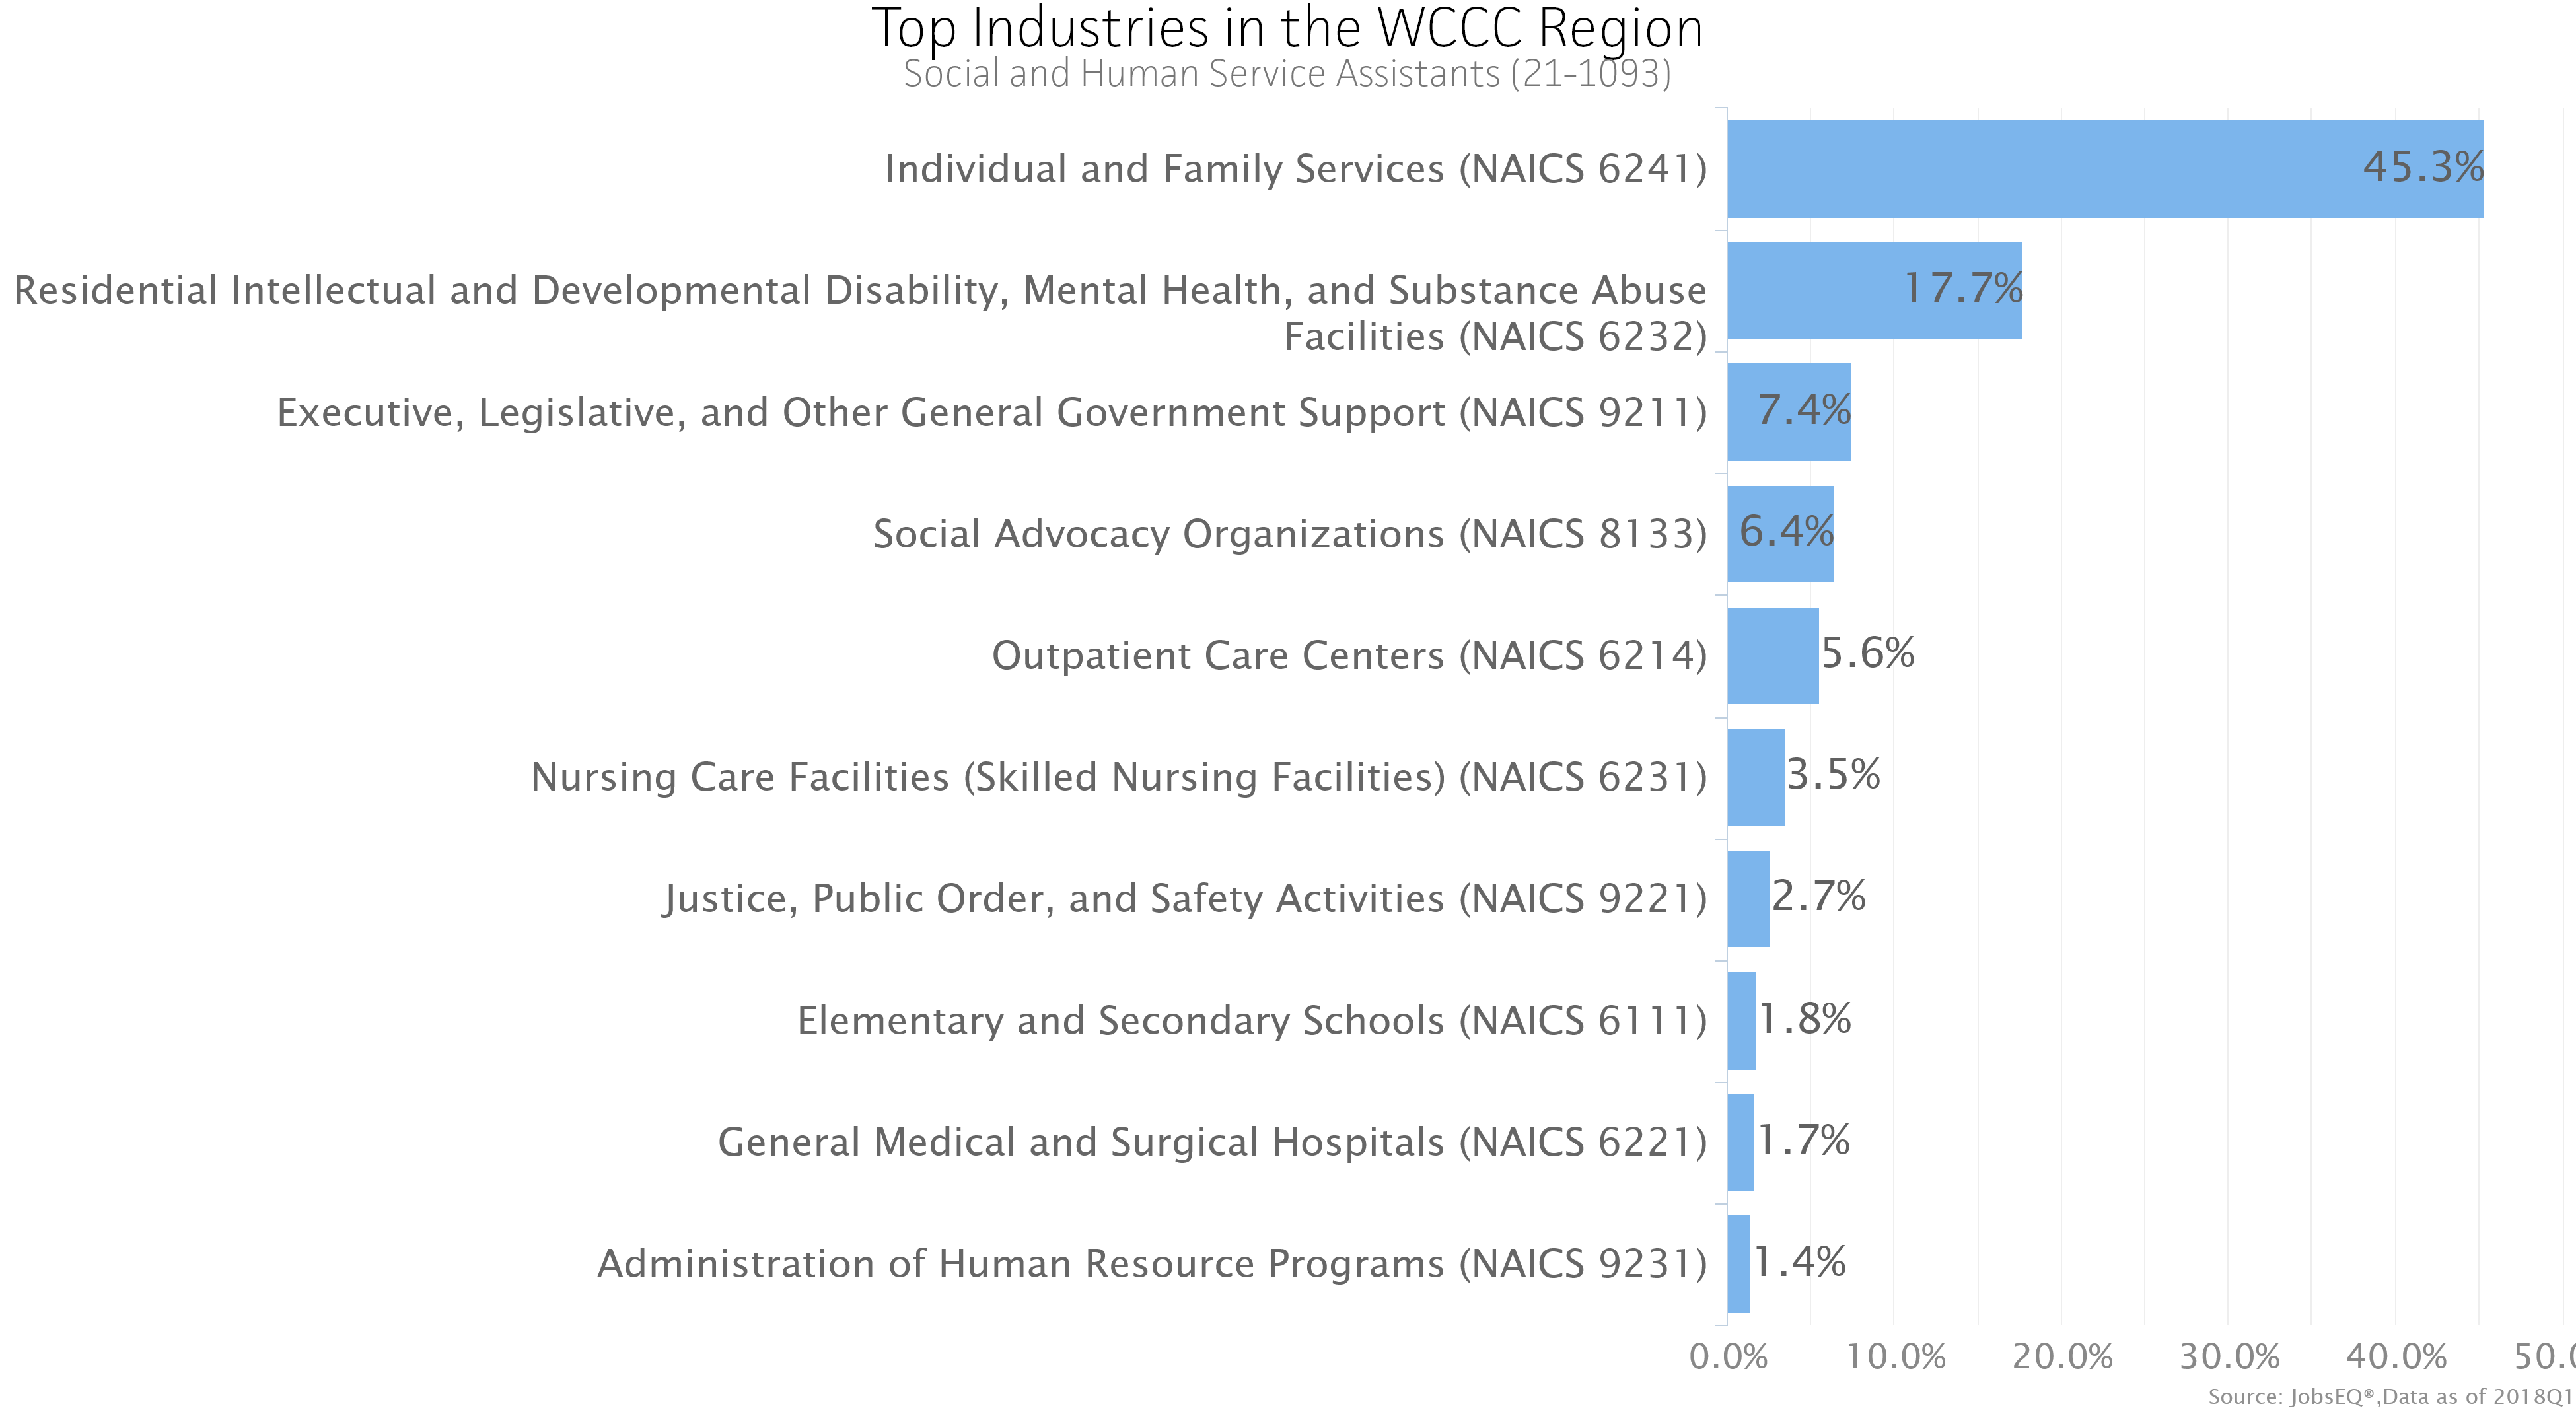 Top Industries in the WCCC Region
Social and Human Service Assistants (21-1093)
Individual and Family Services (NAICS 6241)
45.3%
Residential Intellectual and Developmental Disability, Mental Health, and Substance Abuse
Facilities (NAICS 6232)
17.7%
Executive, Legislative, and Other General Government Support (NAICS 9211)
7.4%
Social Advocacy Organizations (NAICS 8133)
6.4%
Outpatient Care Centers (NAICS 6214)
5.6%
Nursing Care Facilities (Skilled Nursing Facilities) (NAICS 6231)
3.5%
Justice, Public Order, and Safety Activities (NAICS 9221)
2.7%
Elementary and Secondary Schools (NAICS 6111)
1.8%
General Medical and Surgical Hospitals (NAICS 6221)
1.7%
Administration of Human Resource Programs (NAICS 9231)
1.4%
0.0% 10.0% 20.0% 30.0% 40.0% 50.0
Source: JobsEQ®,Data as of 2018Q1